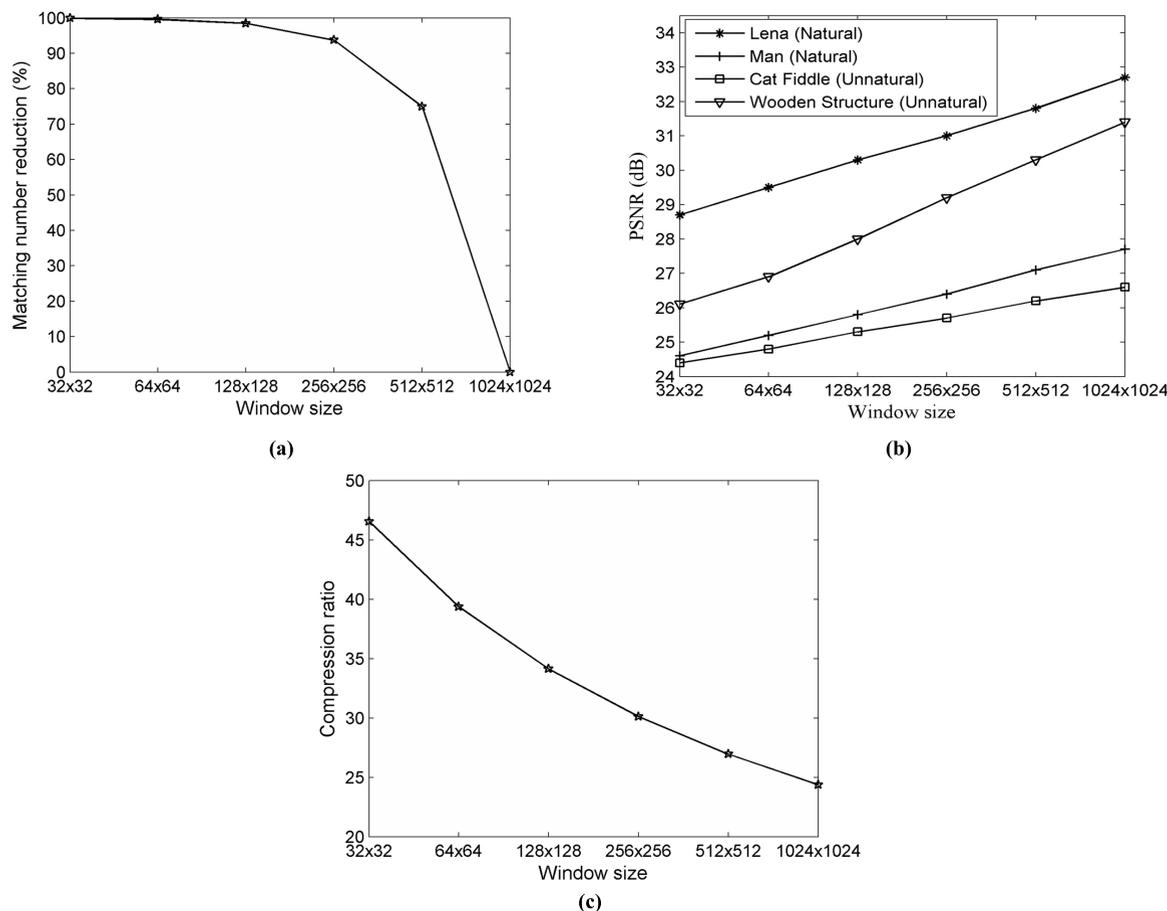 100
90
80
70
60
50
40
30
20
10
0
Matching number reduction (%)
32x32 64x64 128x128 256x256 512x512 1024x1024
Window size
(a)
34
33
32
31
30
29
28
27
26
25
24
PSNR (dB)
Lena (Natural)
Man (Natural)
Cat Fiddle (Unnatural)
Wooden Structure (Unnatural)
32x32 64x64 128x128 256x256 512x512 1024x1024
Window size
(b)
50
45
40
35
30
25
20
Compression ratio
32x32 64x64 128x128 256x256 512x512 1024x1024
Window size
(c)